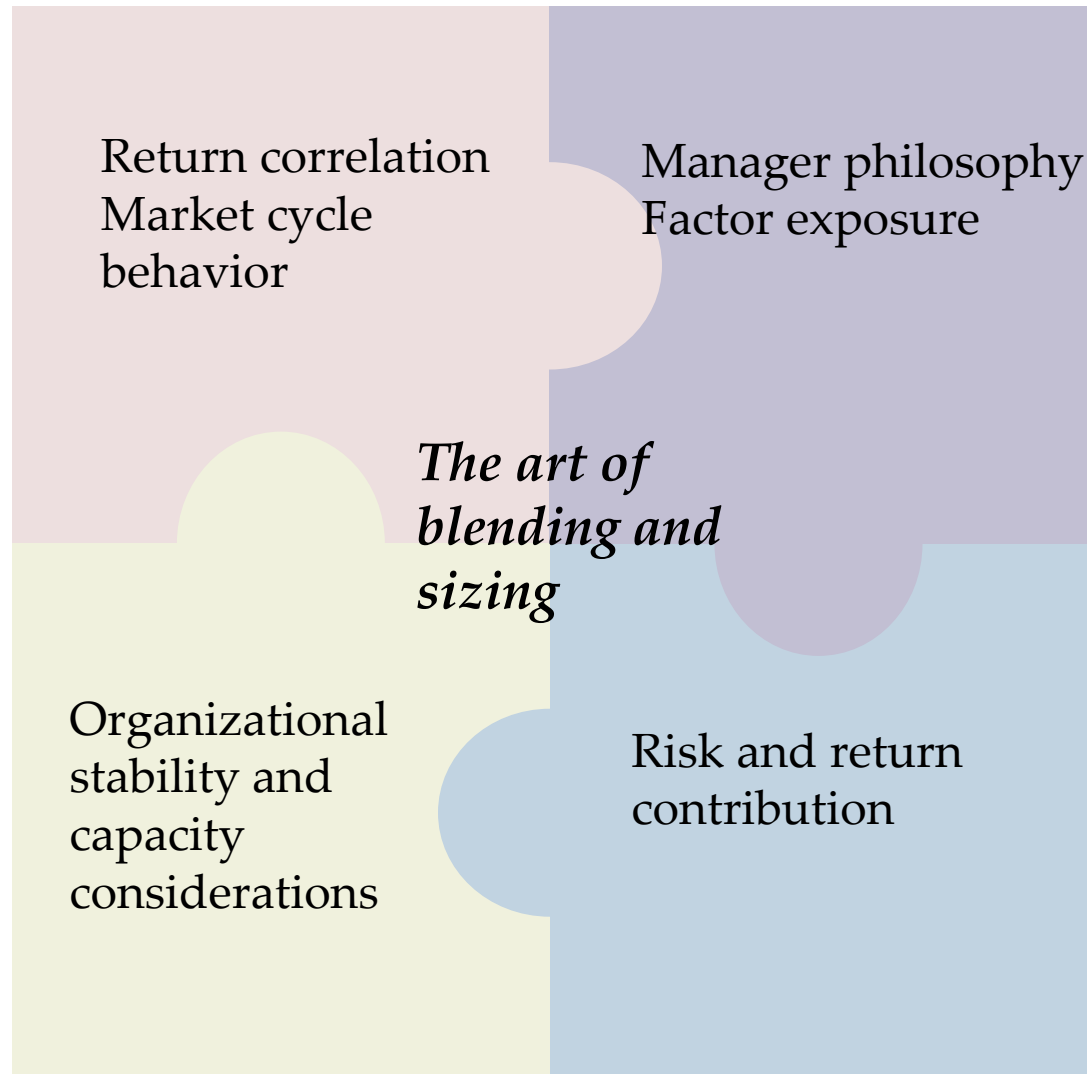 Return correlation
Market cycle
behavior
Manager philosophy
Factor exposure
The art of
blending and
sizing
Organizational
stability and
capacity
considerations
Risk and return
contribution